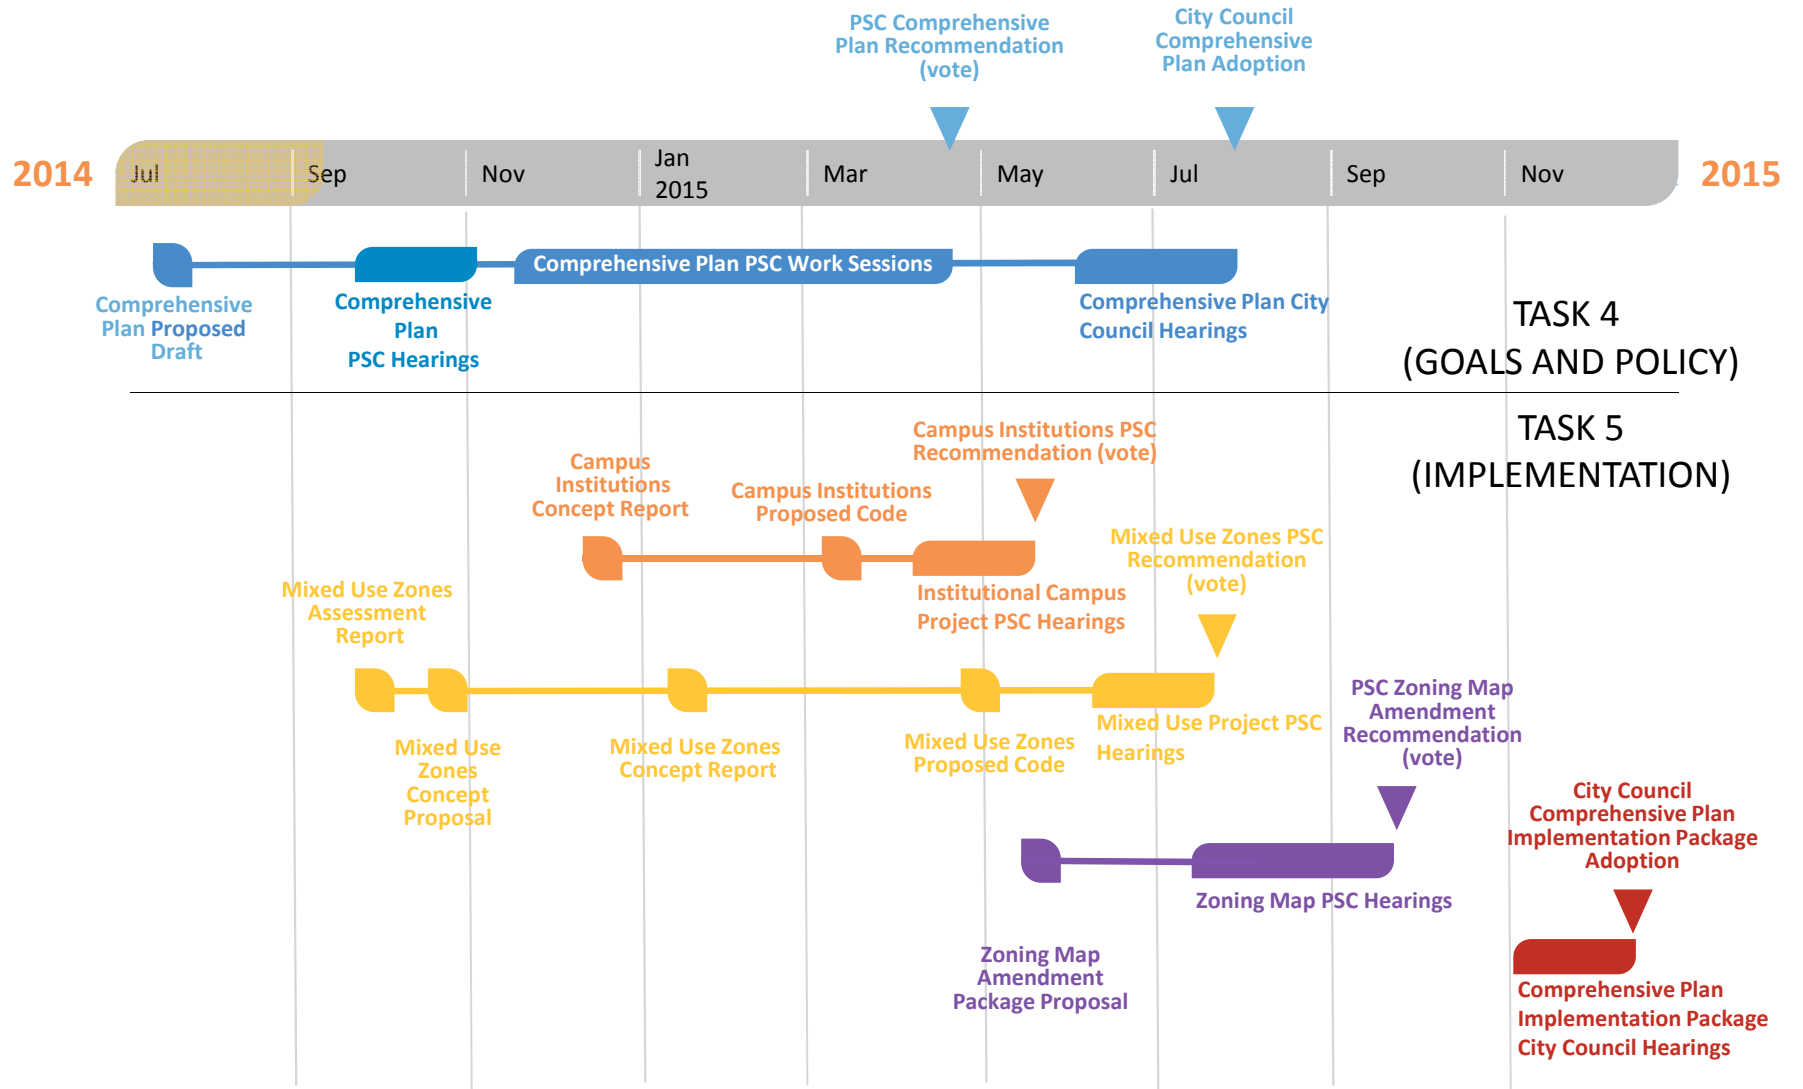 PSC Comprehensive
Plan Recommendation
(vote)
City Council
Comprehensive
Plan Adoption
2014
Jul
Sep
Nov
Jan
2015
Mar
May
Jul
Sep
Nov
2015
Comprehensive Plan PSC Work Sessions
Comprehensive
Plan Proposed
Draft
Comprehensive
Plan
PSC Hearings
Comprehensive Plan City
Council Hearings
TASK 4
(GOALS AND POLICY)
TASK 5
(IMPLEMENTATION)
Campus Institutions PSC
Recommendation (vote)
Campus
Institutions
Concept Report
Campus Institutions
Proposed Code
Institutional Campus
Project PSC Hearings
Mixed Use Zones PSC
Recommendation
(vote)
Mixed Use Zones
Assessment
Report
Mixed Use
Zones
Concept
Proposal
Mixed Use Zones
Concept Report
Mixed Use Zones
Proposed Code
Mixed Use Project PSC
Hearings
PSC Zoning Map
Amendment
Recommendation
(vote)
Zoning Map PSC Hearings
Zoning Map
Amendment
Package Proposal
City Council
Comprehensive Plan
Implementation Package
Adoption
Comprehensive Plan
Implementation Package
City Council Hearings